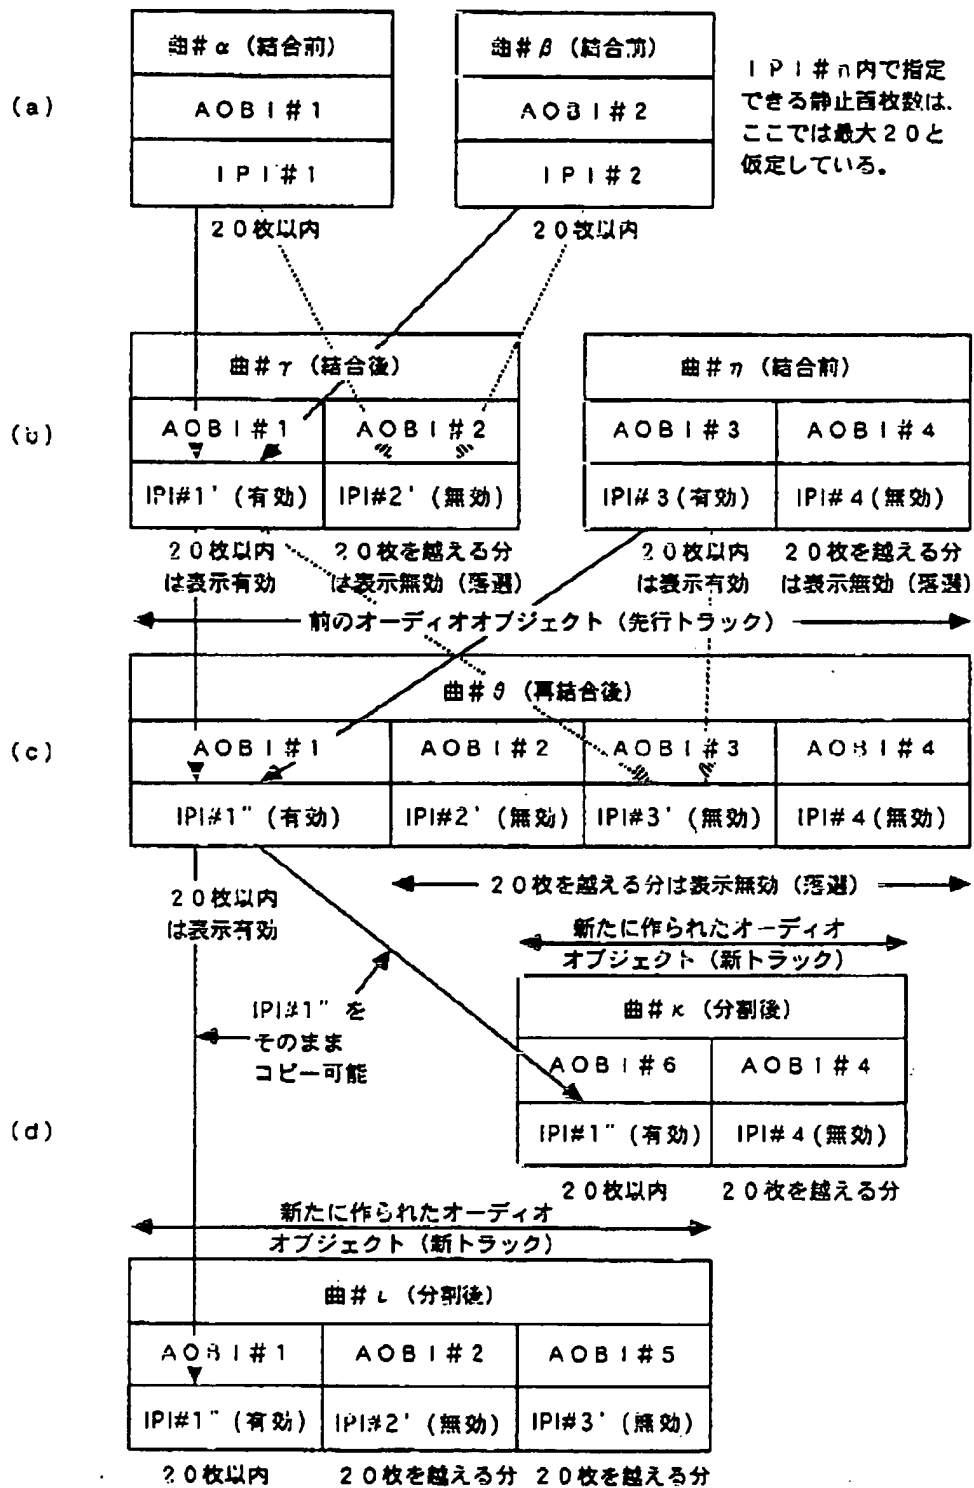 (a)
曲#α (結合前)
AOBI#1
IPI#1
20枚以内
曲#β (結合前)
AOBI#2
IPI#2
20枚以内
IPI#n内で指定
できる静止画枚数は、
ここでは最大20と
仮定している。
(b)
曲#γ (結合後)
AOBI#1
AOBI#2
IPI#1' (有効)
IPI#2' (無効)
20枚以内
は表示有効
20枚を越える分
は表示無効 (落選)
曲#η (結合前)
AOBI#3
AOBI#4
IPI#3 (有効)
IPI#4 (無効)
20枚以内
は表示有効
20枚を越える分
は表示無効 (落選)
前のオーディオオブジェクト (先行トラック)
(c)
曲#θ (再結合後)
AOBI#1
AOBI#2
AOBI#3
AOBI#4
IPI#1" (有効)
IPI#2' (無効)
IPI#3' (無効)
IPI#4 (無効)
20枚以内
は表示有効
20枚を越える分は表示無効 (落選)
IPI#1" を
そのまま
コピー可能
(d)
新たに作られたオーディオ
オブジェクト (新トラック)
曲#κ (分割後)
AOBI#6
AOBI#4
IPI#1" (有効)
IPI#4 (無効)
20枚以内
20枚を越える分
新たに作られたオーディオ
オブジェクト (新トラック)
曲#ι (分割後)
AOBI#1
AOBI#2
AOBI#5
IPI#1" (有効)
IPI#2' (無効)
IPI#3' (無効)
20枚以内
20枚を越える分
20枚を越える分